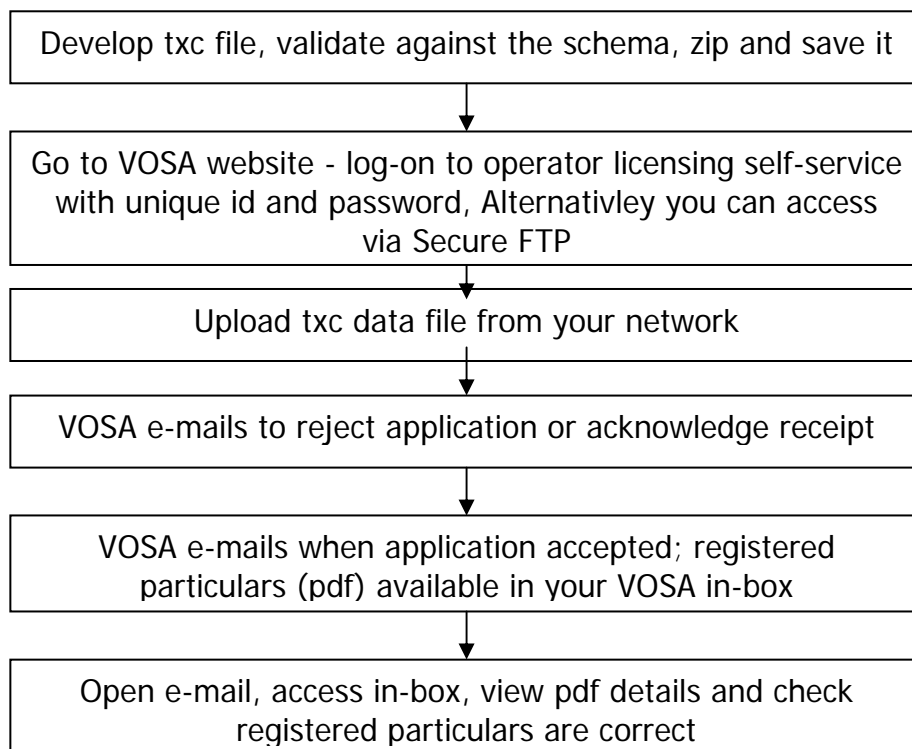 Develop txc file, validate against the schema, zip and save it
Go to VOSA website - log-on to operator licensing self-service
with unique id and password, Alternativley you can access
via Secure FTP
Upload txc data file from your network
VOSA e-mails to reject application or acknowledge receipt
VOSA e-mails when application accepted; registered
particulars (pdf) available in your VOSA in-box
Open e-mail, access in-box, view pdf details and check
registered particulars are correct